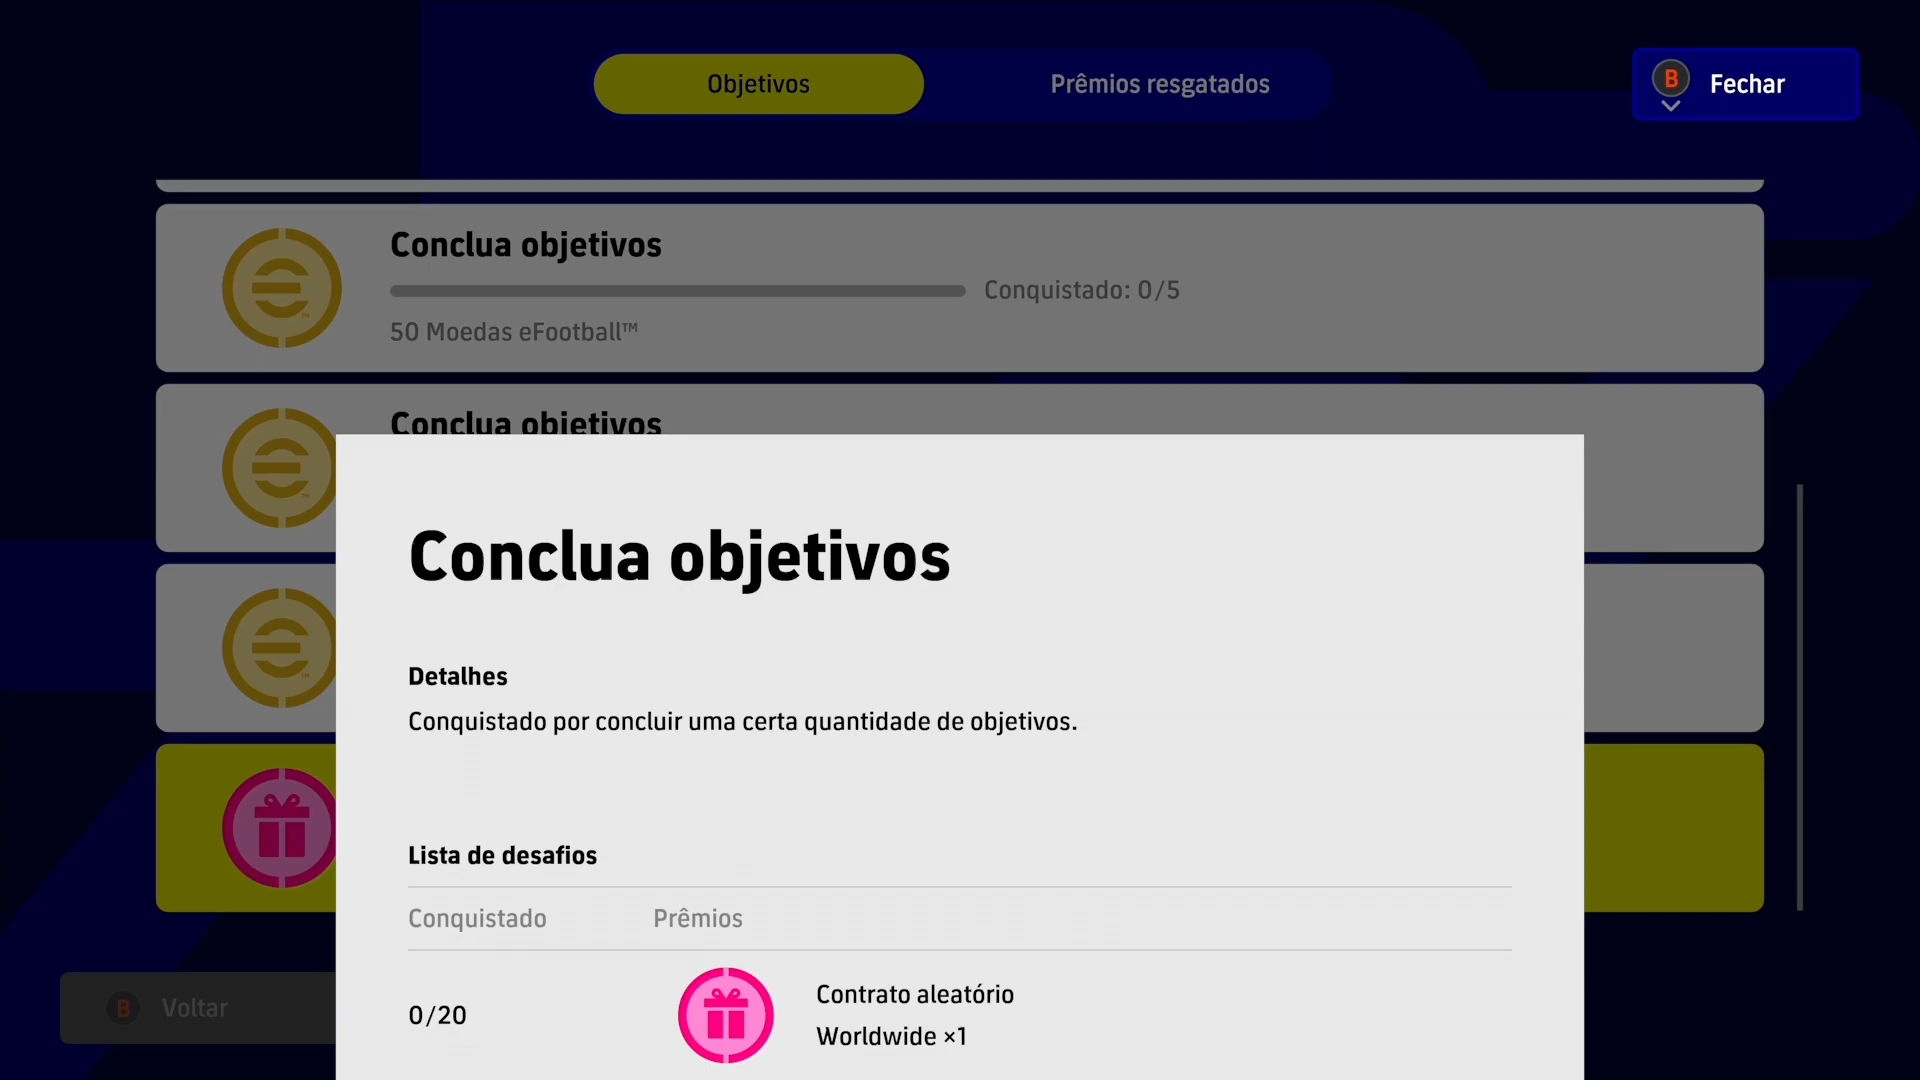 Objetivos
Prêmios resgatados
B
Fechar
Conclua objetivos
Conquistado: 0/5
50 Moedas eFootball™
Conclua objetivos
Conclua objetivos
Detalhes
Conquistado por concluir uma certa quantidade de objetivos.
Lista de desafios
Conquistado
Prêmios
0/20
Contrato aleatório
Worldwide ×1
B
Voltar